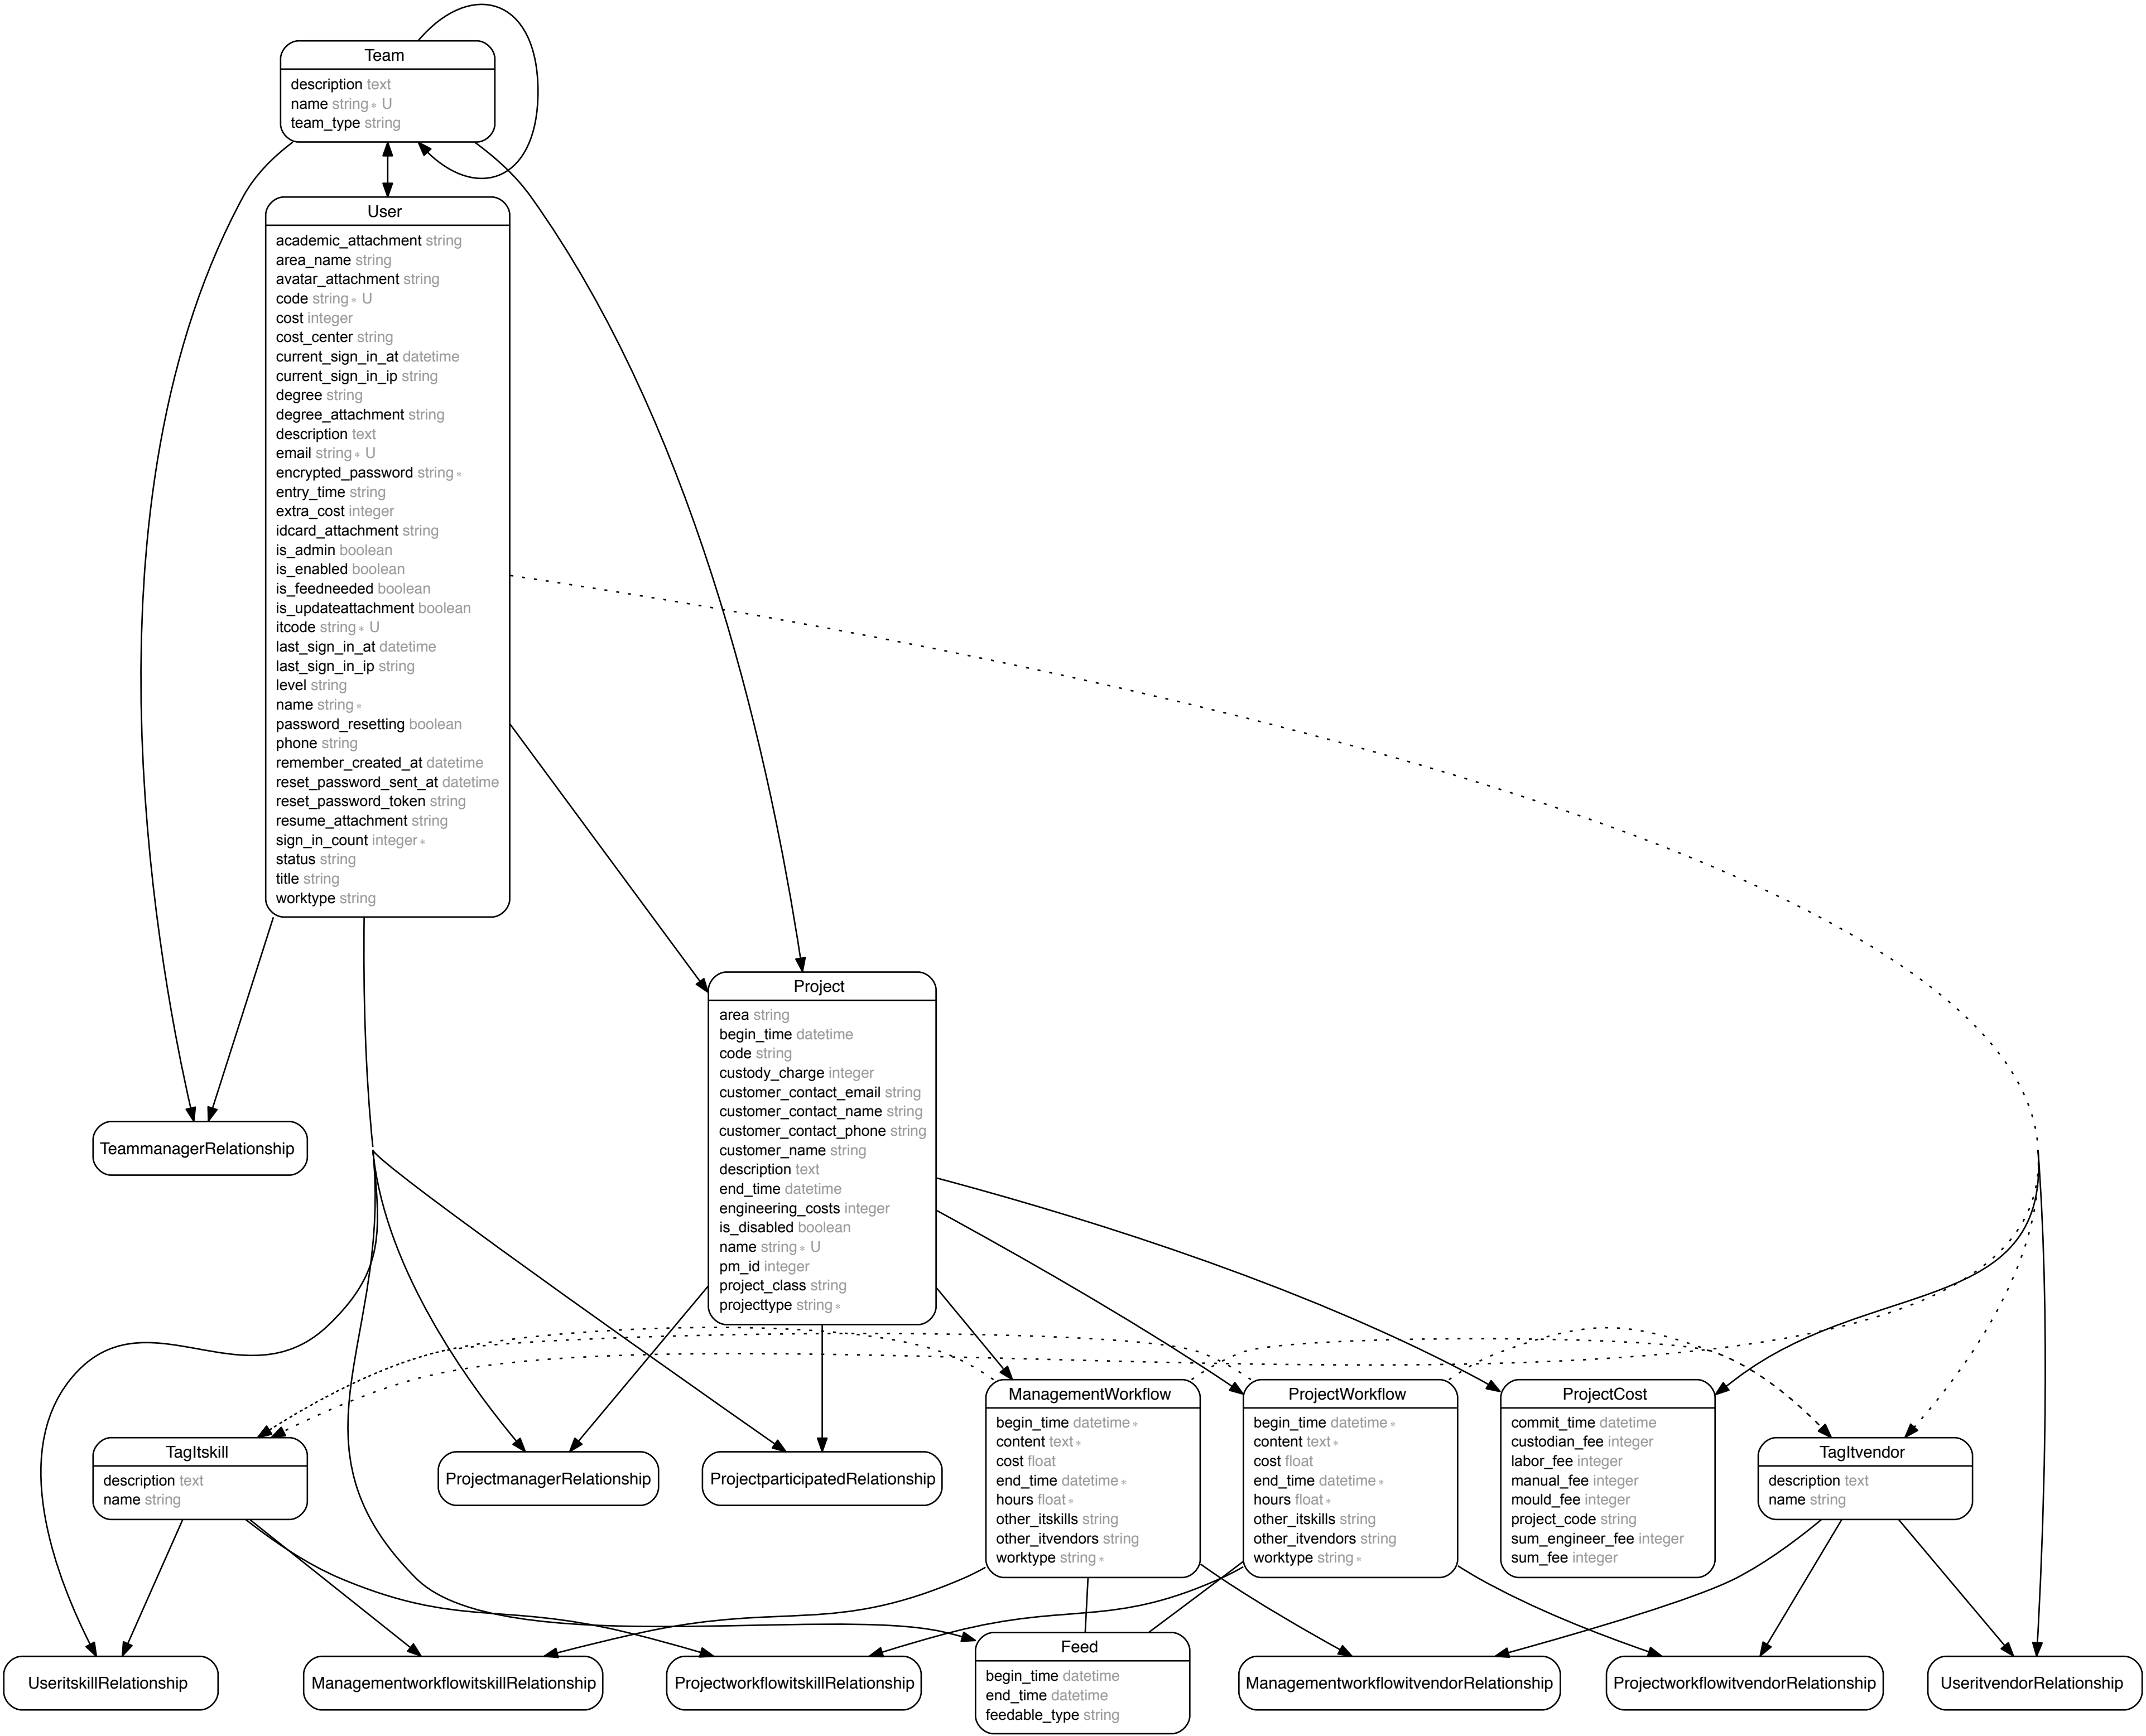 Team
description text
name string * U
team_type string
User
academic_attachment string
area_name string
avatar_attachment string
code string * U
cost integer
cost_center string
current_sign_in_at datetime
current_sign_in_ip string
degree string
degree_attachment string
description text
email string * U
encrypted_password string *
entry_time string
extra_cost integer
idcard_attachment string
is_admin boolean
is_enabled boolean
is_feedneeded boolean
is_updateattachment boolean
itcode string * U
last_sign_in_at datetime
last_sign_in_ip string
level string
name string *
password_resetting boolean
phone string
remember_created_at datetime
reset_password_sent_at datetime
reset_password_token string
resume_attachment string
sign_in_count integer *
status string
title string
worktype string
Project
area string
begin_time datetime
code string
custody_charge integer
customer_contact_email string
customer_contact_name string
customer_contact_phone string
customer_name string
description text
end_time datetime
engineering_costs integer
is_disabled boolean
name string * U
pm_id integer
project_class string
projecttype string *
TeammanagerRelationship
TagItskill
description text
name string
ProjectmanagerRelationship
ProjectparticipatedRelationship
ManagementWorkflow
begin_time datetime *
content text *
cost float
end_time datetime *
hours float *
other_itskills string
other_itvendors string
worktype string *
ProjectWorkflow
begin_time datetime *
content text *
cost float
end_time datetime *
hours float *
other_itskills string
other_itvendors string
worktype string *
ProjectCost
commit_time datetime
custodian_fee integer
labor_fee integer
manual_fee integer
mould_fee integer
project_code string
sum_engineer_fee integer
sum_fee integer
TagItvendor
description text
name string
UseritskillRelationship
ManagementworkflowitskillRelationship
ProjectworkflowitskillRelationship
Feed
begin_time datetime
end_time datetime
feedable_type string
ManagementworkflowitvendorRelationship
ProjectworkflowitvendorRelationship
UseritvendorRelationship